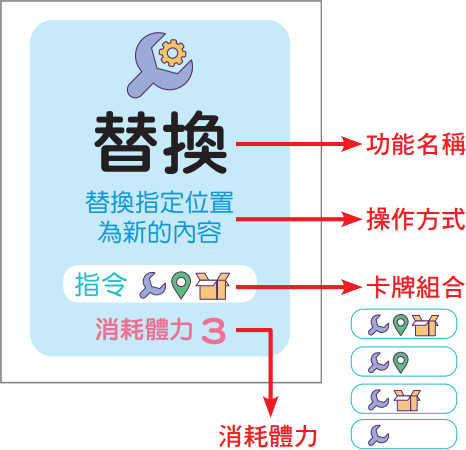 替換
功能名稱
替換指定位置
為新的內容
操作方式
指令
卡牌組合
消耗體力 3
消耗體力